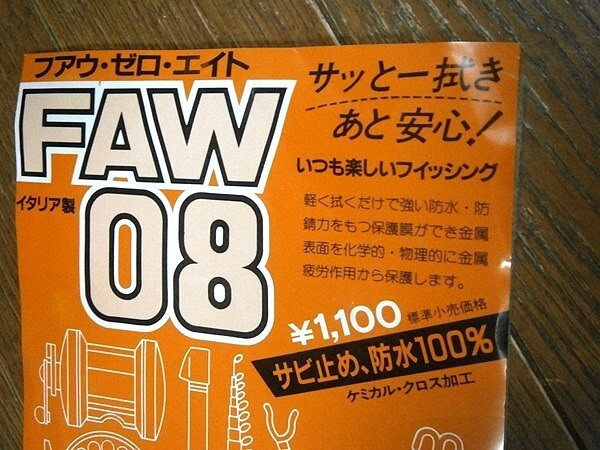 フアウ・ゼロ・エイト
FAW
イタリア製
08
サッと一拭き
あと安心!
いつも楽しいフイッシング
軽く拭くだけで強い防水・防
錆力をもつ保護膜ができ金属
表面を化学的・物理的に金属
疲労作用から保護します。
¥1,100 標準小売価格
サビ止め、防水100%
ケミカル・クロス加工